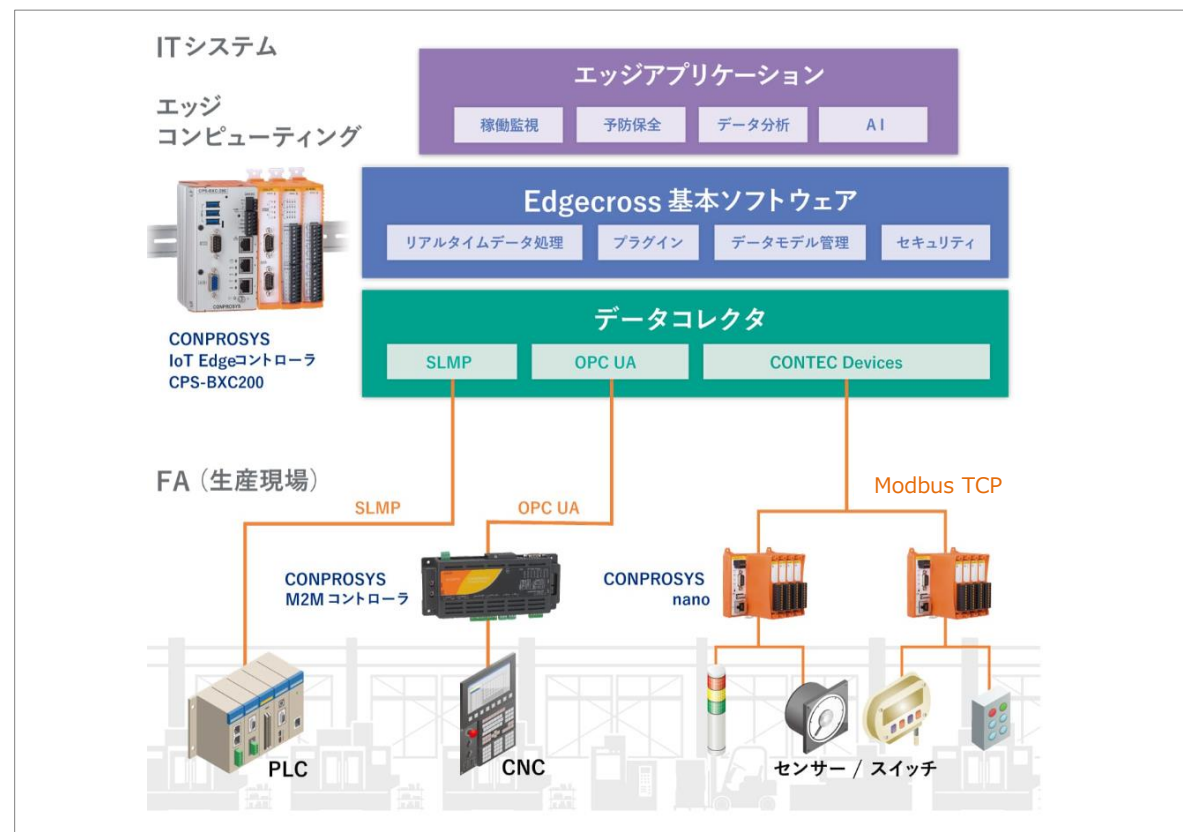 ITシステム
エッジアプリケーション
稼働監視
予防保全
データ分析
AI
エッジ
コンピューティング
CPS-BXC200
CONPROSYS
Edgecross 基本ソフトウェア
リアルタイムデータ処理
プラグイン
データモデル管理
セキュリティ
データコレクタ
SLMP
OPC UA
CONTEC Devices
CONPROSYS
IoT Edgeコントローラ
CPS-BXC200
FA（生産現場）
SLMP
OPC UA
Modbus TCP
CONPROSYS
M2M コントローラ
CONPROSYS
nano
PLC
CNC
センサー / スイッチ